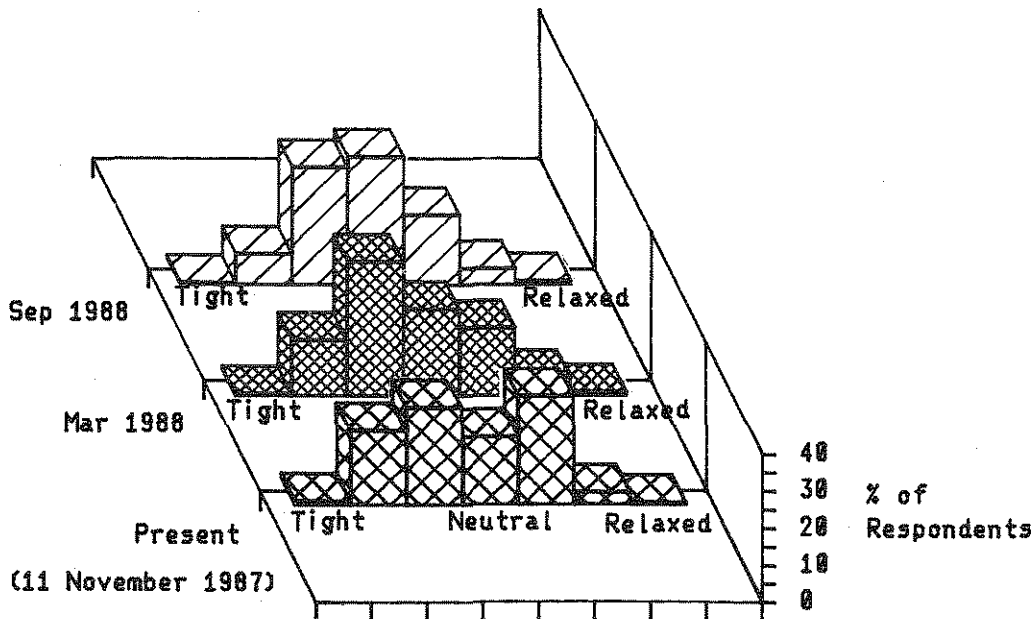 Tight Relaxed
Sep 1988
Tight Relaxed
Mar 1988
Tight Neutral Relaxed
Present
(11 November 1987)
40
30
20
10
0
% of
Respondents